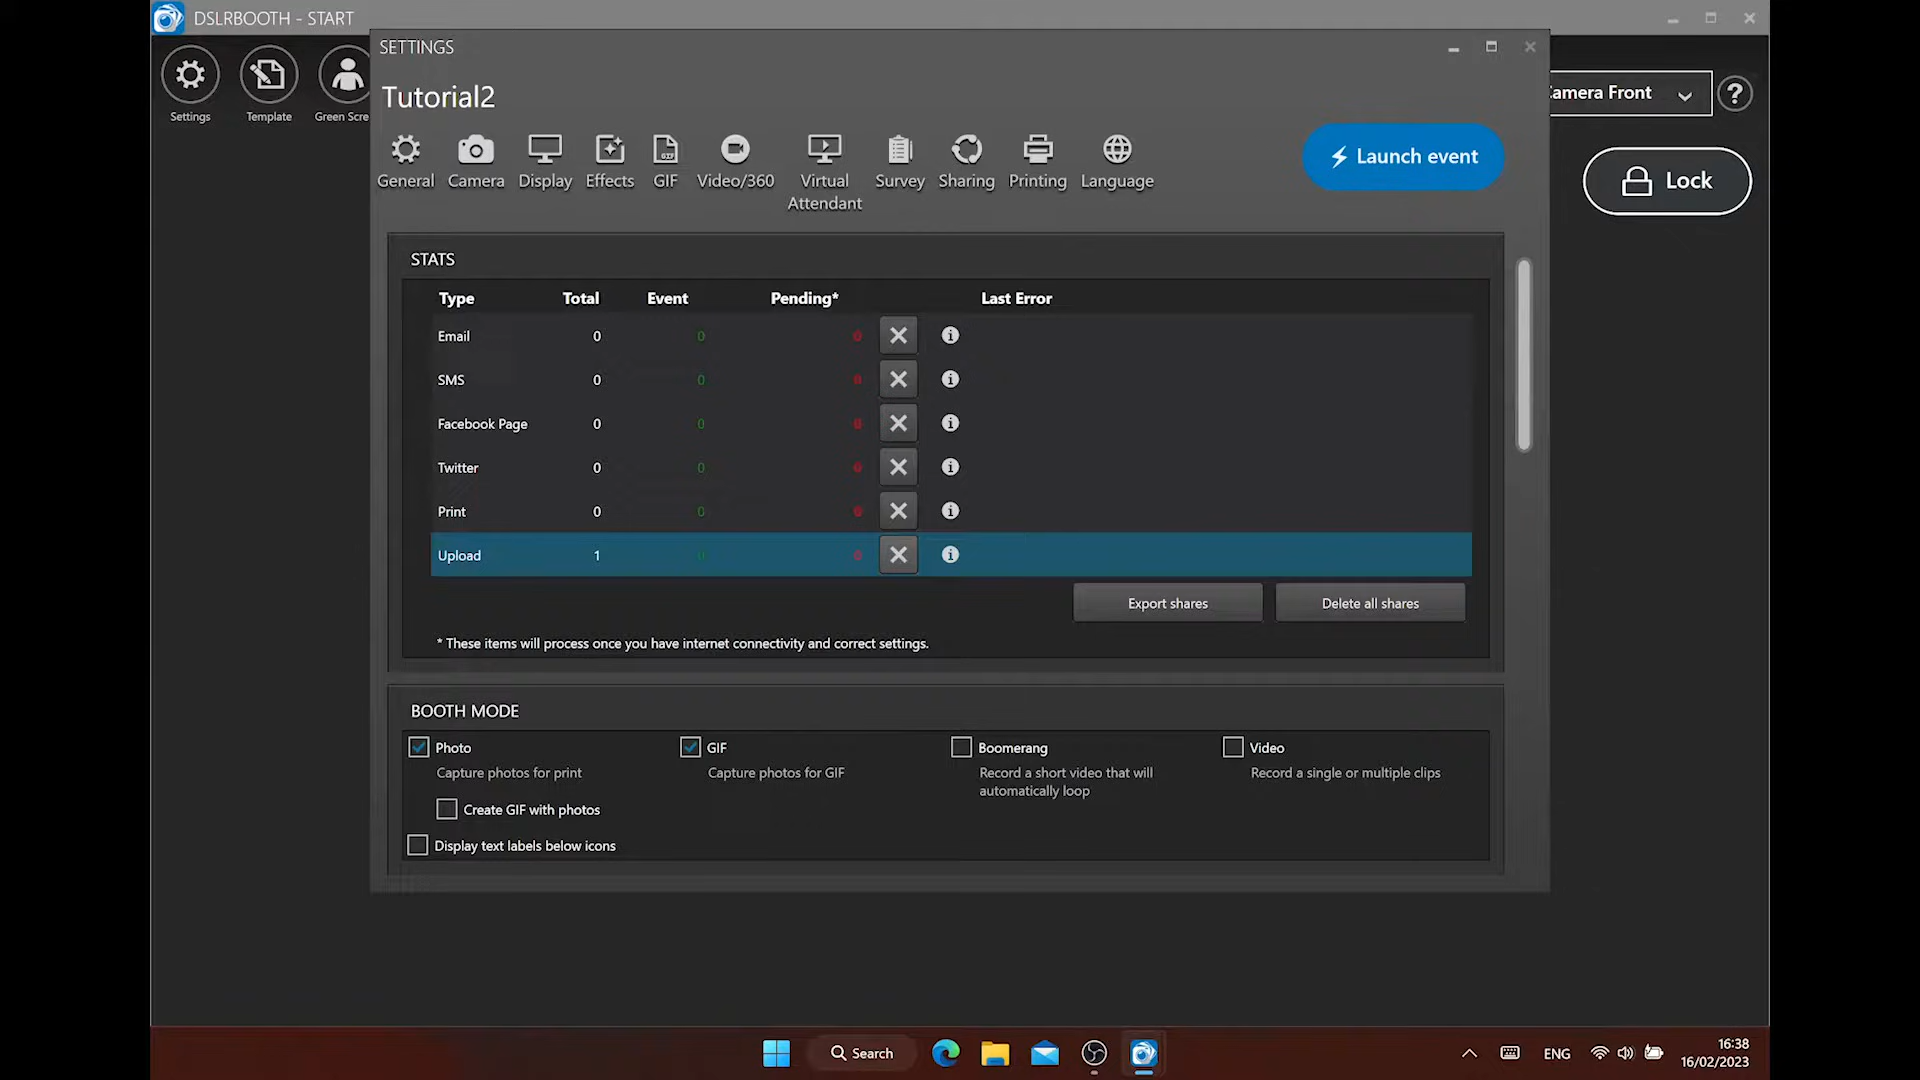 DSLRBOOTH - START
Settings
Template
Green Scre
SETTINGS
Tutorial2
General
Camera
Display
Effects
GIF
GIF
Video/360
Virtual
Attendant
Survey
Sharing
Printing
Language
Launch event
Camera Front
?
Lock
STATS
Type Total Event Pending* Last Error
Email 0 0 0
SMS 0 0 0
Facebook Page 0 0 0
Twitter 0 0 0
Print 0 0 0
Upload 1 0 0
Export shares
Delete all shares
* These items will process once you have internet connectivity and correct settings.
BOOTH MODE
Photo
Capture photos for print
Create GIF with photos
Display text labels below icons
GIF
Capture photos for GIF
Boomerang
Record a short video that will
automatically loop
Video
Record a single or multiple clips
Search
ENG
16:38
16/02/2023